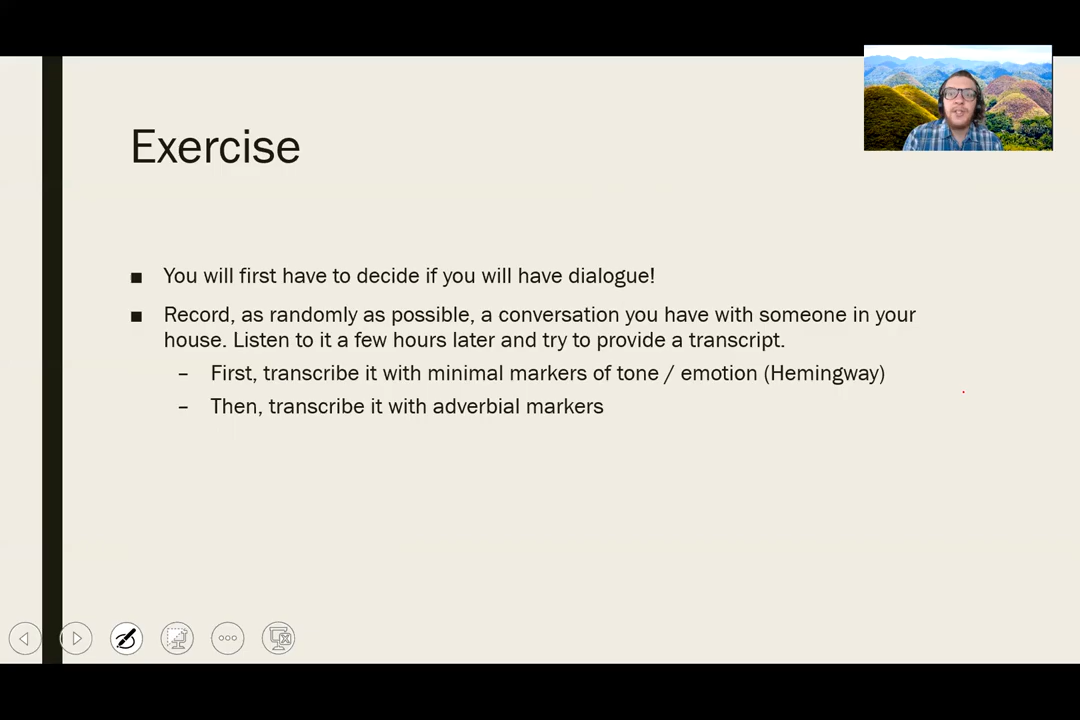 Exercise
■ You will first have to decide if you will have dialogue!
■ Record, as randomly as possible, a conversation you have with someone in your
house. Listen to it a few hours later and try to provide a transcript.
– First, transcribe it with minimal markers of tone / emotion (Hemingway)
– Then, transcribe it with adverbial markers